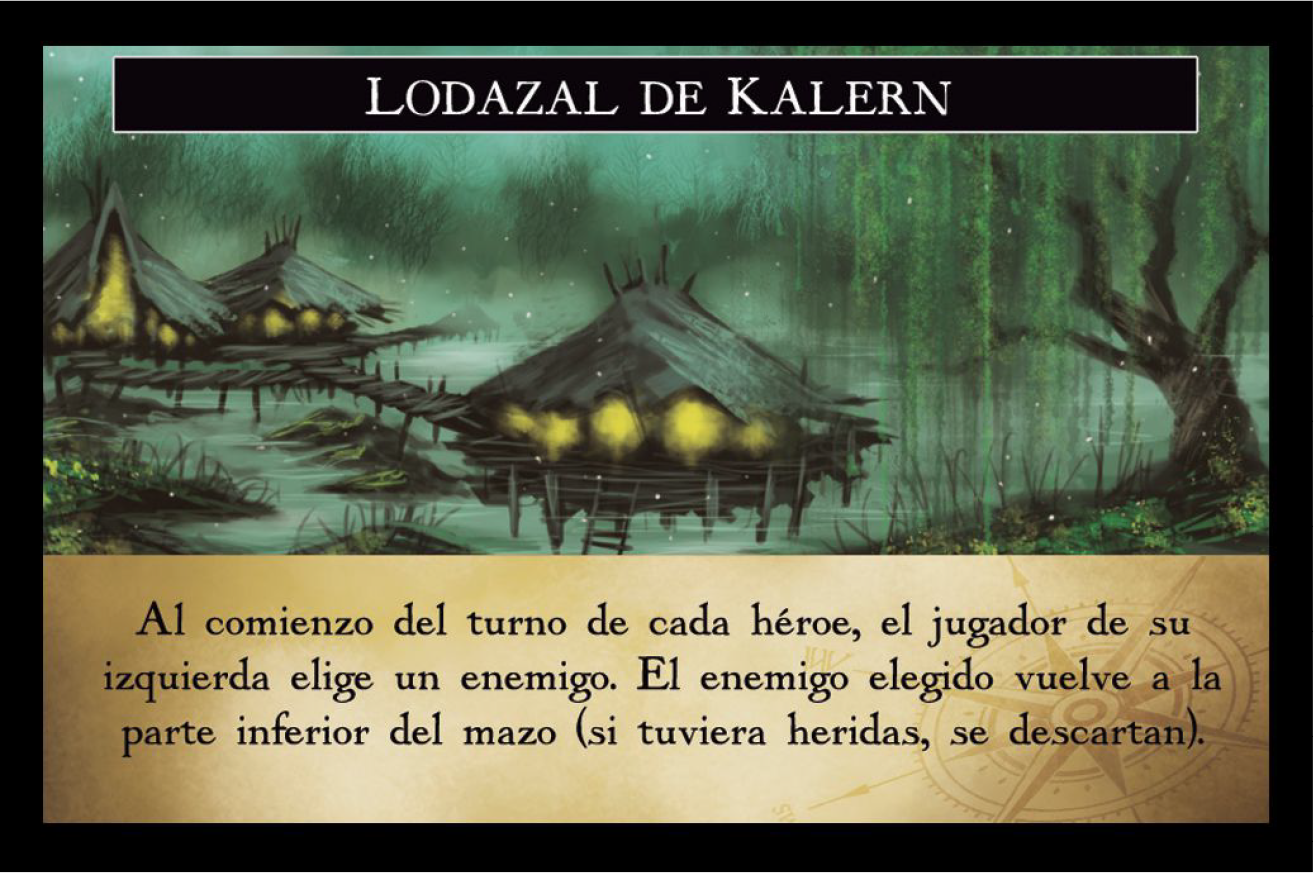 LODAZAL DE KALERN
Al comienzo del turno de cada héroe, el jugador de su
izquierda elige un enemigo. El enemigo elegido vuelve a la
parte inferior del mazo (si tuviera heridas, se descartan).